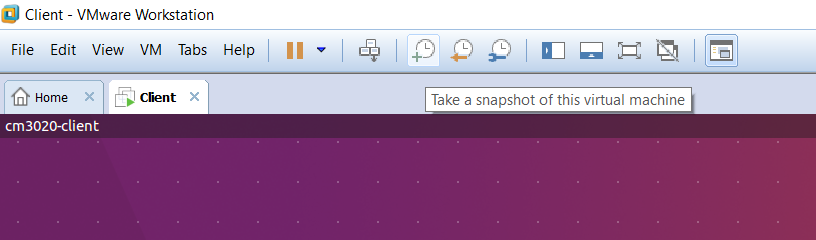 Client - VMware Workstation
File Edit View VM Tabs Help
Home Client
Take a snapshot of this virtual machine
cm3020-client